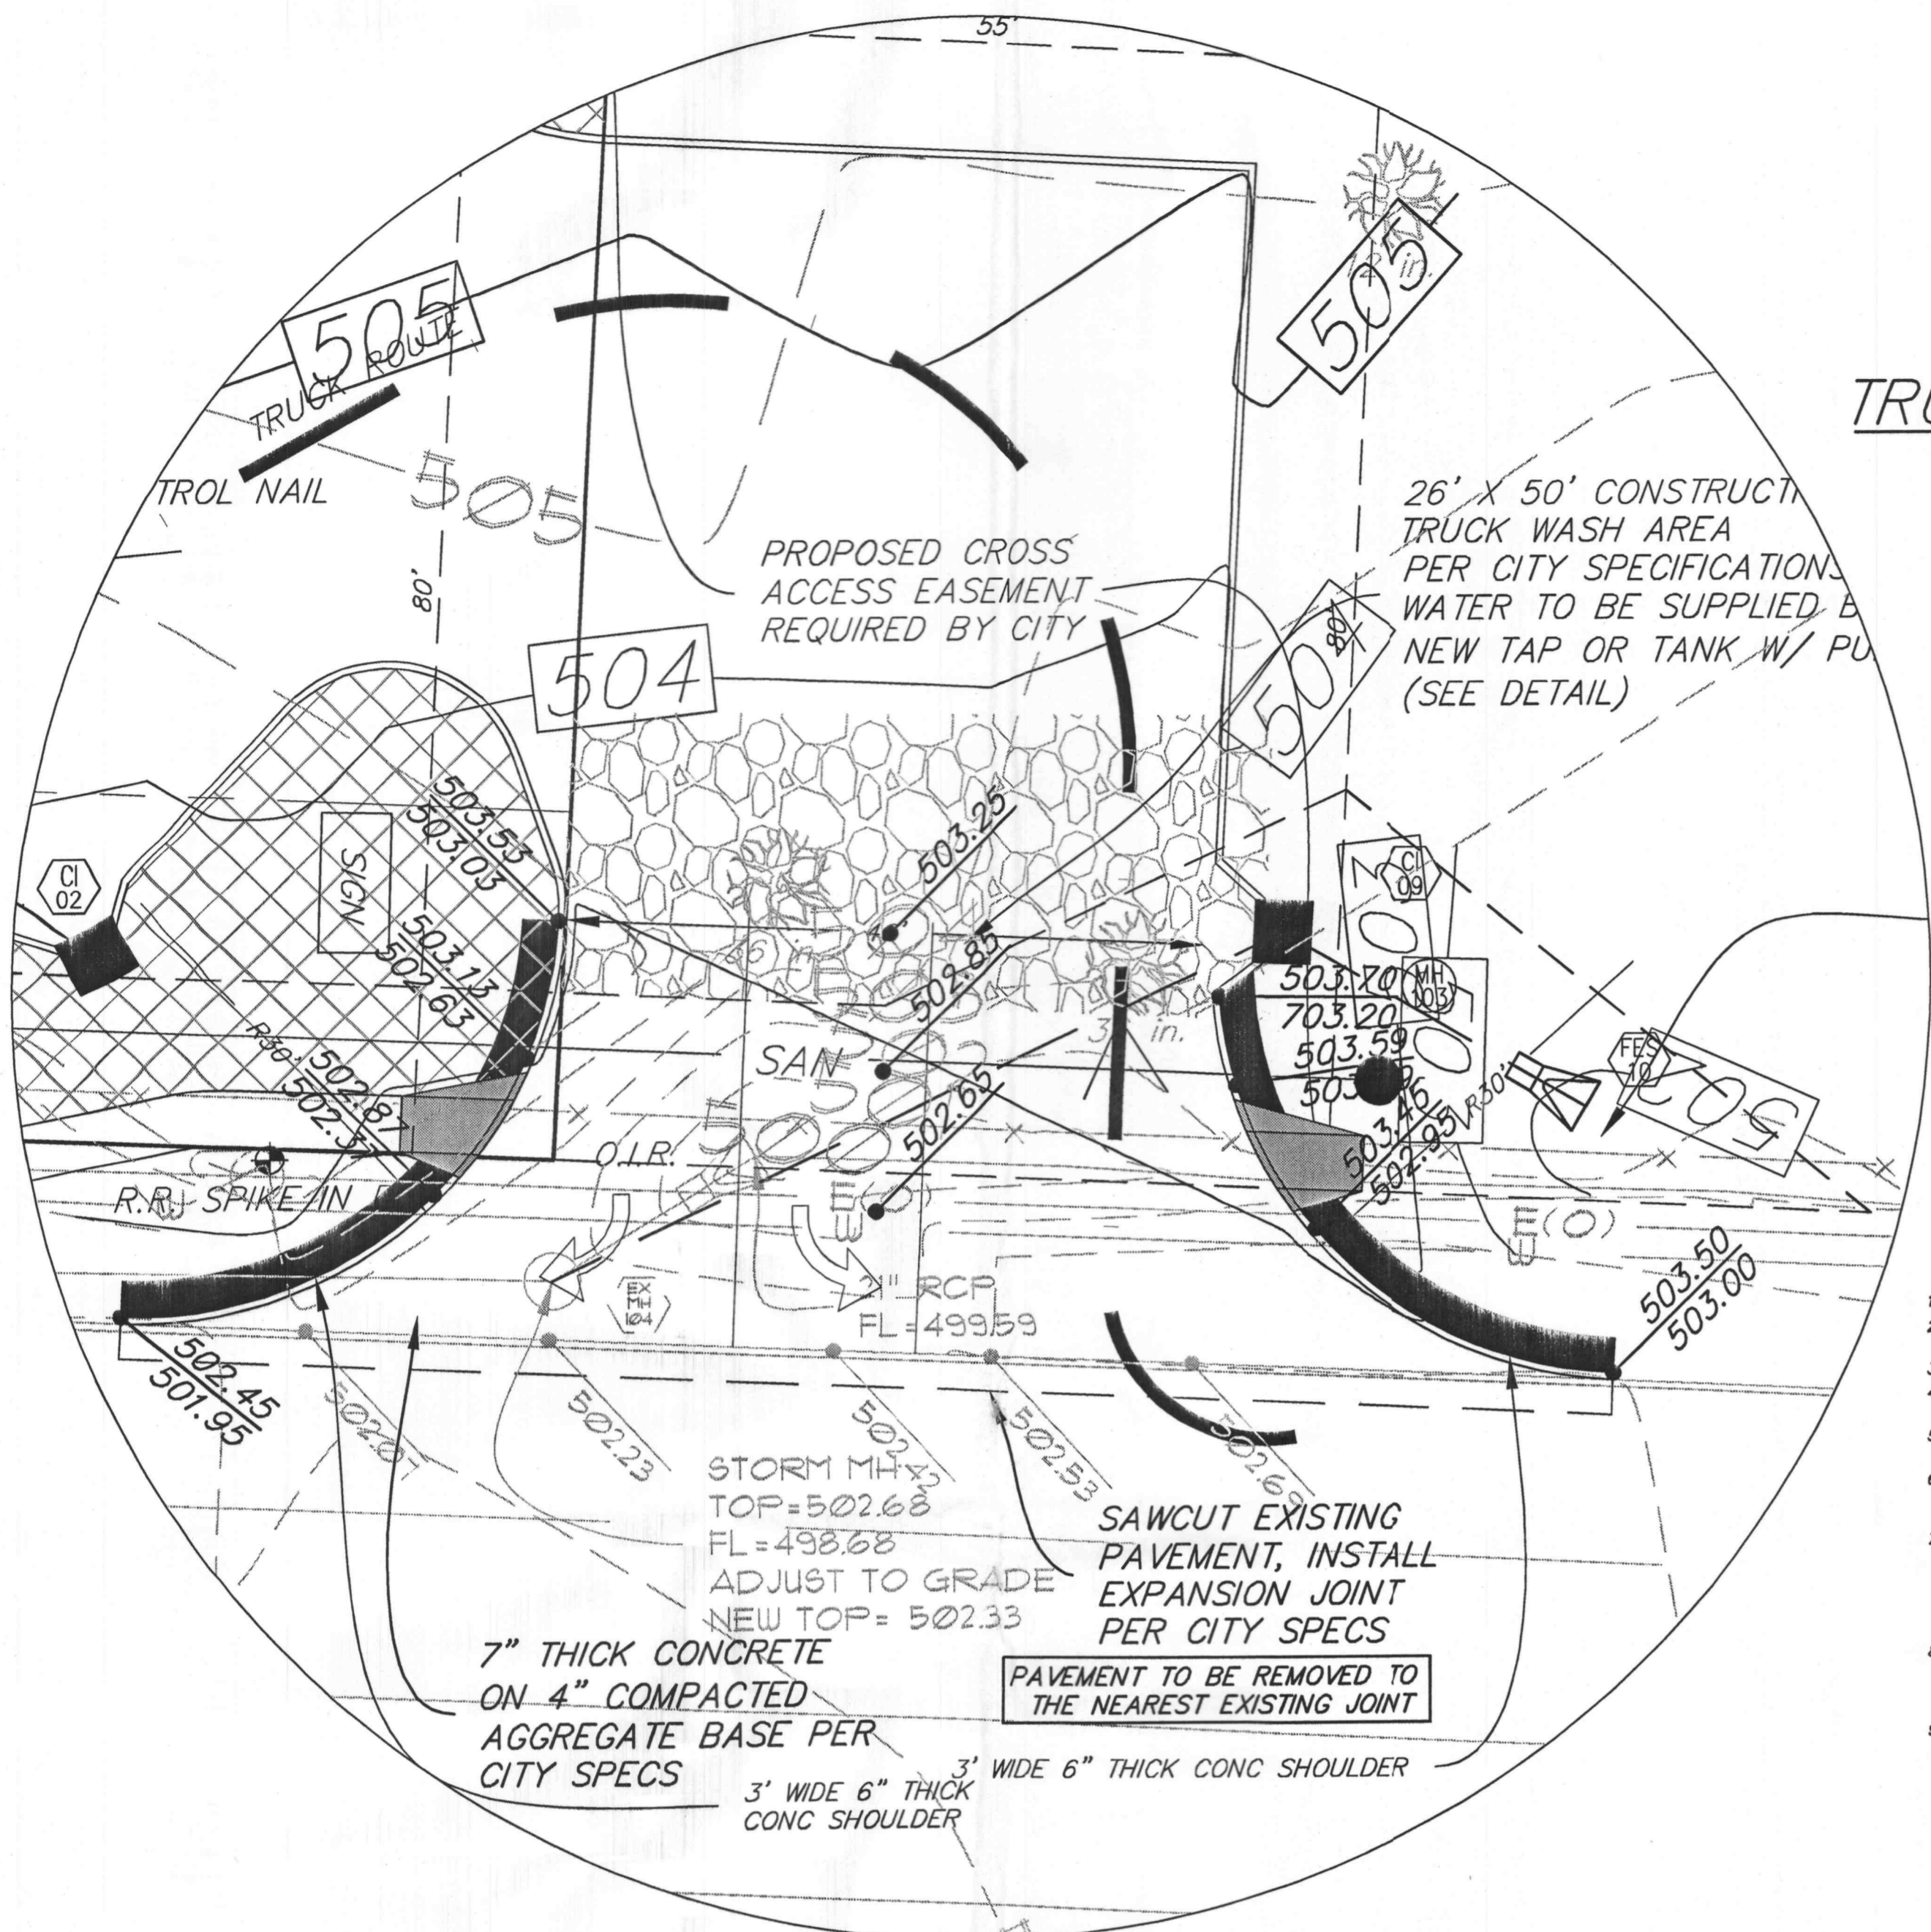 55'
TRUCK ROUTE
505
505
12 in.
TROL NAIL
505
80'
26' X 50' CONSTRUCTI
TRUCK WASH AREA
PER CITY SPECIFICATIONS
WATER TO BE SUPPLIED B
NEW TAP OR TANK W/ PU
(SEE DETAIL)
PROPOSED CROSS
ACCESS EASEMENT
REQUIRED BY CITY
504
80'
503.53
503.03
503.25
CI
02
SIGN
503.13
502.63
502.85
CI
09
503.70
703.20
503.59
MH
103
R30'
502.87
502.37
SAN
502.65
503.46
502.95
R30'
FES
10
502
O.I.R.
R.R. SPIKE IN
E(O)
W
E(O)
W
EX
MH
104
21" RCP
FL=499.59
503.50
503.00
502.45
501.95
502.07
502.23
502.53
502.69
STORM MH
TOP=502.68
FL=498.68
ADJUST TO GRADE
NEW TOP= 502.33
SAWCUT EXISTING
PAVEMENT, INSTALL
EXPANSION JOINT
PER CITY SPECS
PAVEMENT TO BE REMOVED TO
THE NEAREST EXISTING JOINT
7" THICK CONCRETE
ON 4" COMPACTED
AGGREGATE BASE PER
CITY SPECS
3' WIDE 6" THICK CONC SHOULDER
3' WIDE 6" THICK
CONC SHOULDER